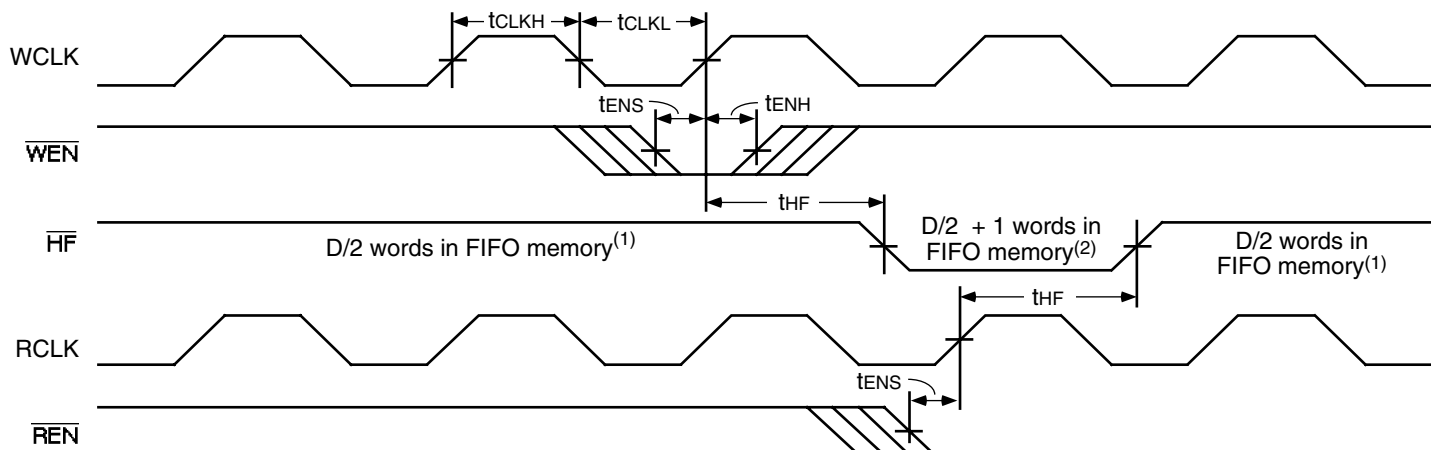 tCLKH
tCLKL
WCLK
tENS
tENH
WEN
tHF
HF
D/2 words in FIFO memory(1)
D/2 + 1 words in
FIFO memory(2)
D/2 words in
FIFO memory(1)
tHF
RCLK
tENS
REN